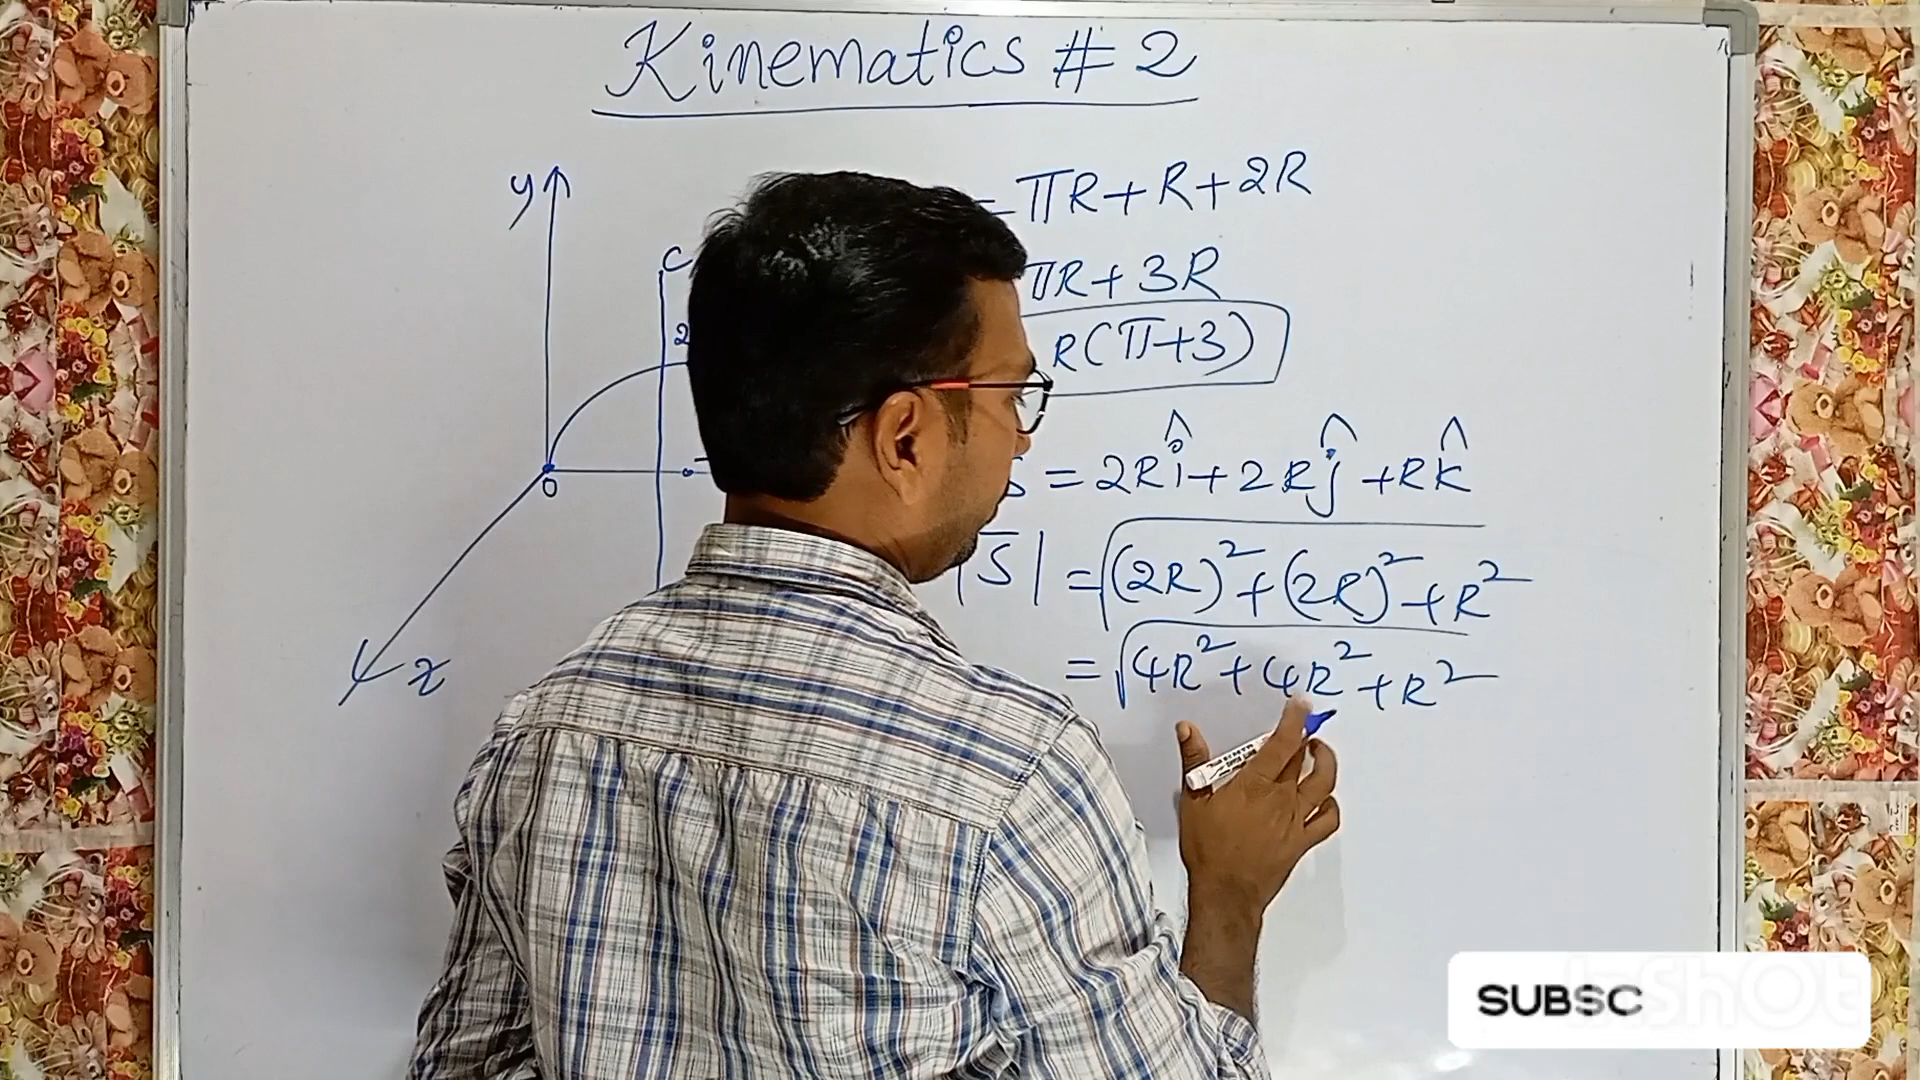 Kinematics # 2
= πR + R + 2R
y
C
πR + 3R
2
R(π+3)
S = 2Rî + 2Rĵ + Rk̂
O
|S̅| = √(2R)² + (2R)² + R²
= √4R² + 4R² + R²
z
SUBSC
InShOt